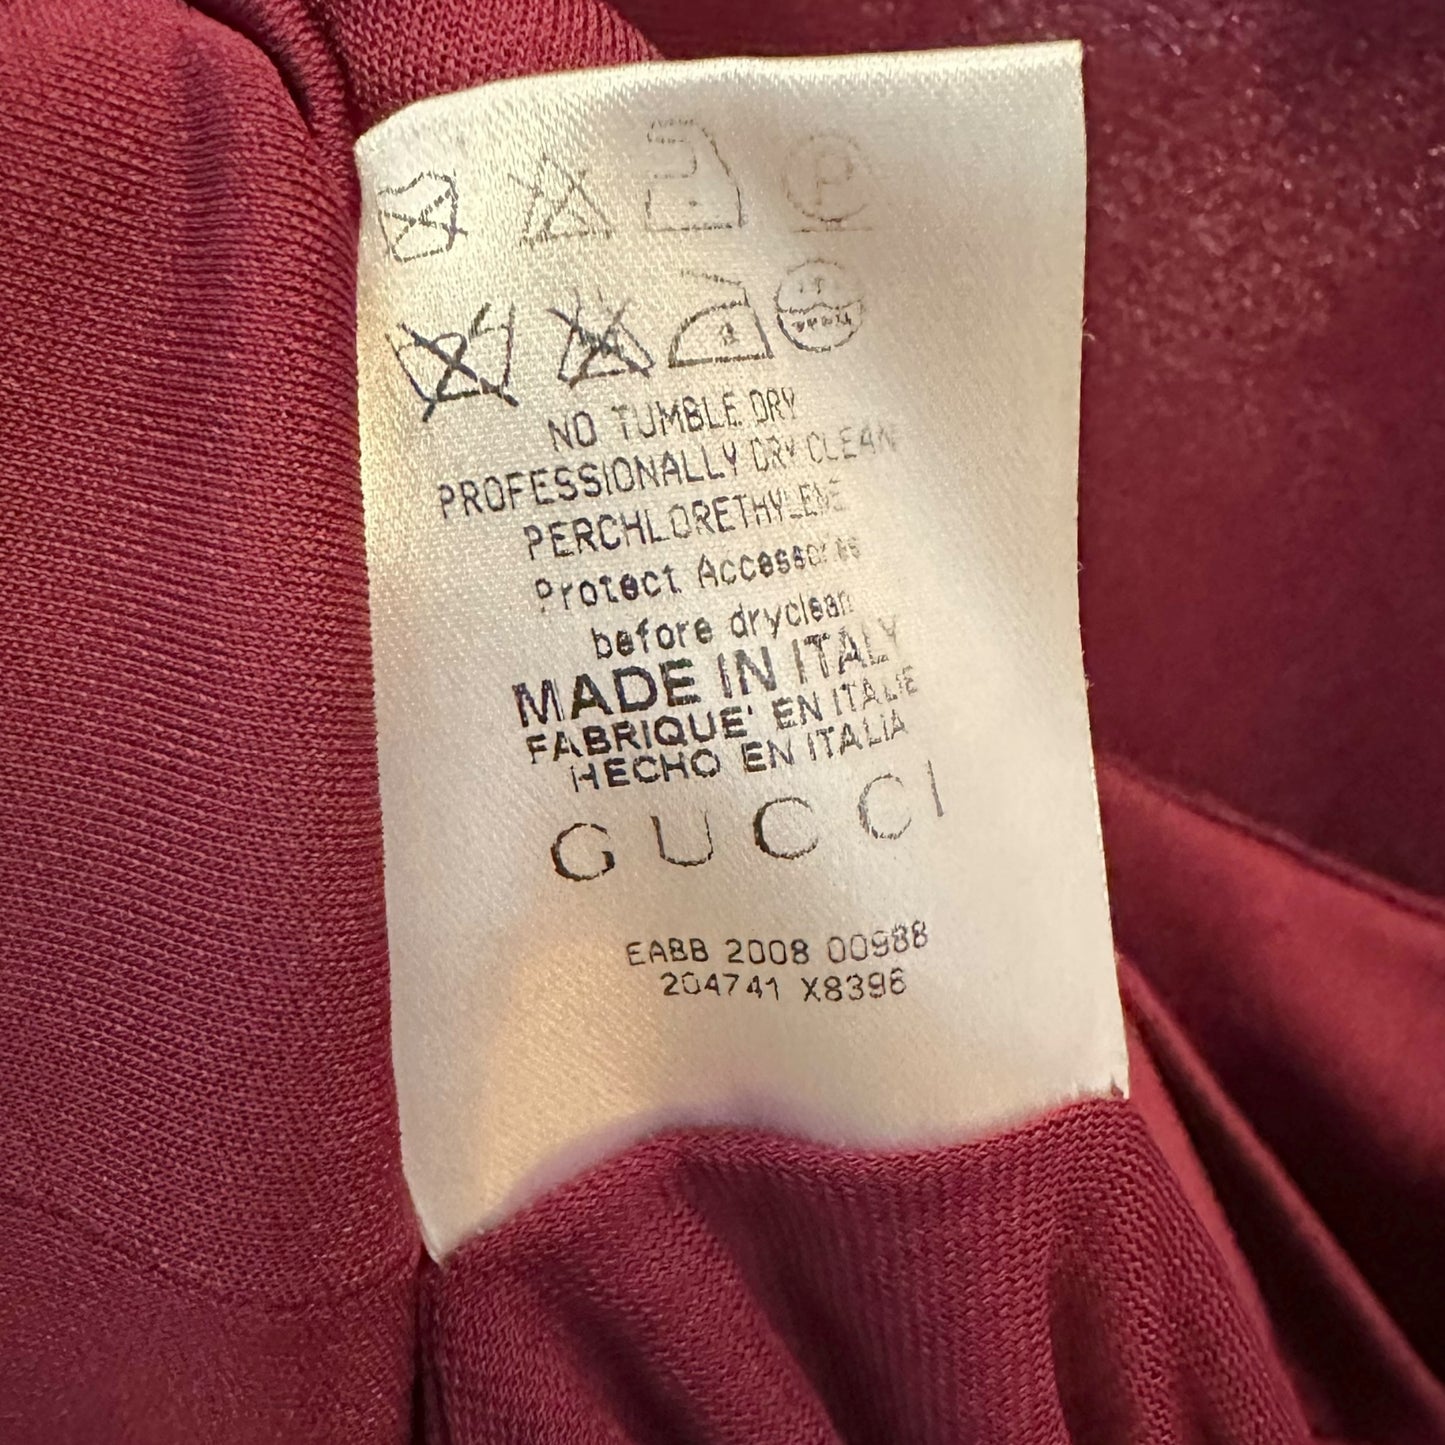 P
NO TUMBLE DRY
PROFESSIONALLY DRY CLEAN
PERCHLORETHYLENE
Protect Accessories
before dryclean
MADE IN ITALY
FABRIQUE' EN ITALIE
HECHO EN ITALIA
GUCCI
EABB 2008 00988
204741 X8396